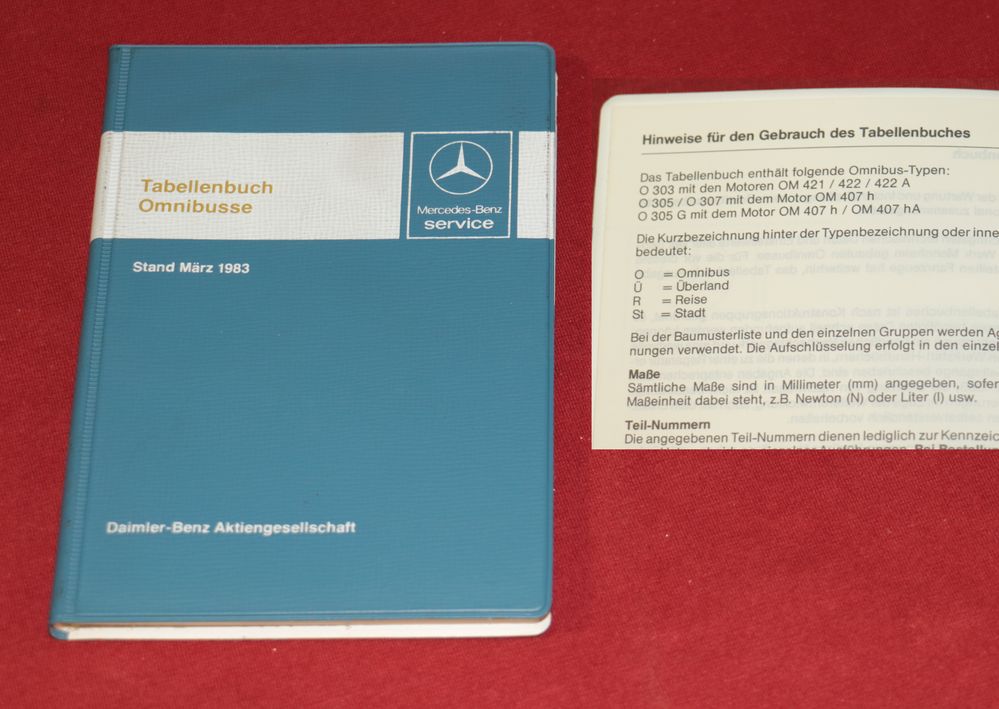 Tabellenbuch
Omnibusse
Mercedes-Benz
service
Stand März 1983
Daimler-Benz Aktiengesellschaft
Hinweise für den Gebrauch des Tabellenbuches
Das Tabellenbuch enthält folgende Omnibus-Typen:
O 303 mit den Motoren OM 421 / 422 / 422 A
O 305 / O 307 mit dem Motor OM 407 h
O 305 G mit dem Motor OM 407 h / OM 407 hA
Die Kurzbezeichnung hinter der Typenbezeichnung oder inne
bedeutet:
O = Omnibus
Ü = Überland
R = Reise
St = Stadt
Bei der Baumusterliste und den einzelnen Gruppen werden Ag
nungen verwendet. Die Aufschlüsselung erfolgt in den einzel
Maße
Sämtliche Maße sind in Millimeter (mm) angegeben, sofer
Maßeinheit dabei steht, z.B. Newton (N) oder Liter (l) usw.
Teil-Nummern
Die angegebenen Teil-Nummern dienen lediglich zur Kennzeic